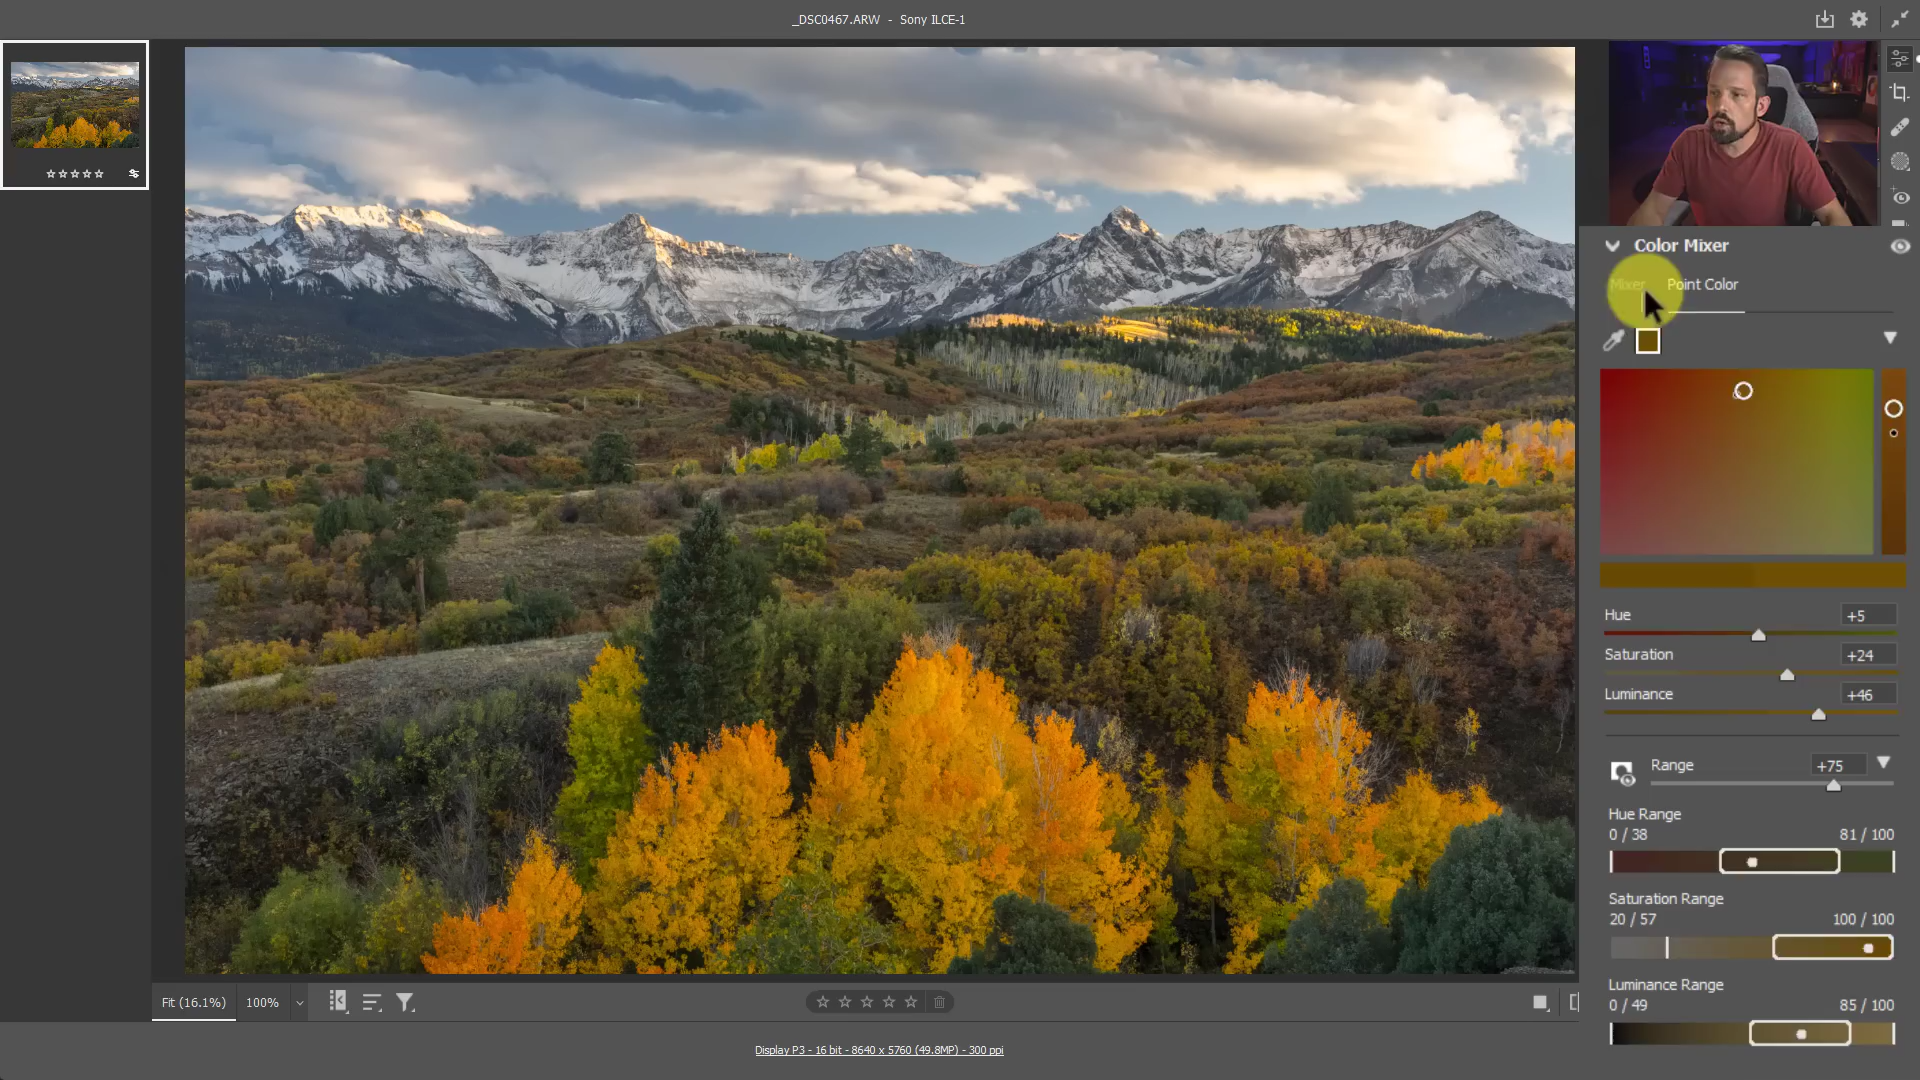 _DSC0467.ARW - Sony ILCE-1
Color Mixer
Mixer Point Color
Hue +5
Saturation +24
Luminance +46
Range +75
Hue Range
0 / 38 81 / 100
Saturation Range
20 / 57 100 / 100
Luminance Range
0 / 49 85 / 100
Fit (16.1%) 100%
Display P3 - 16 bit - 8640 x 5760 (49.8MP) - 300 ppi